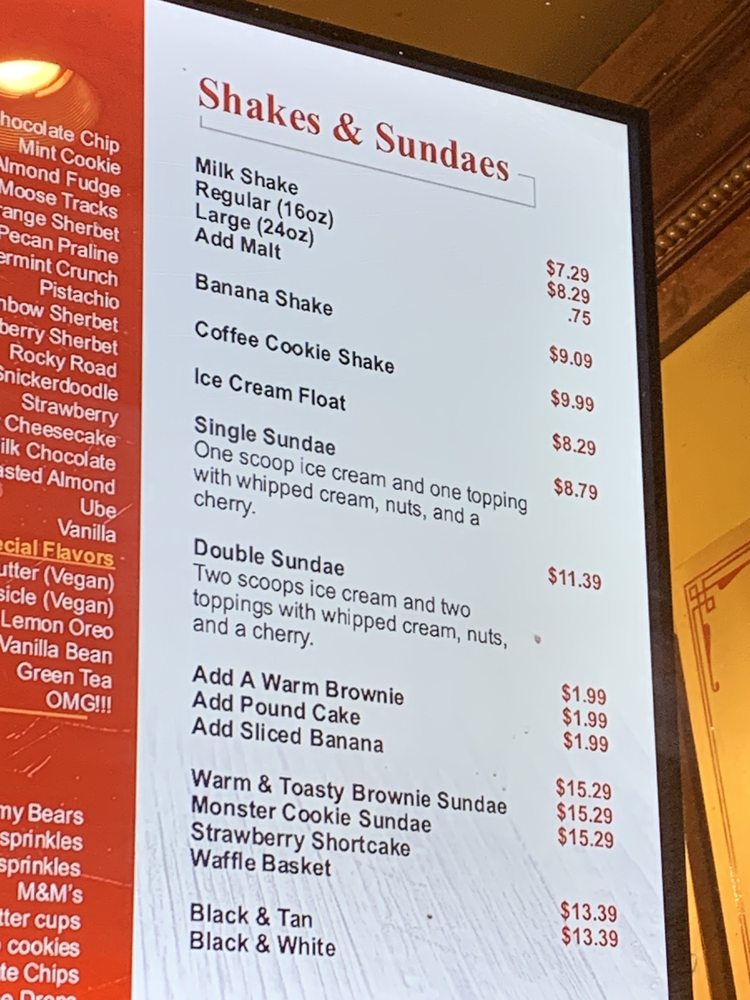 hocolate Chip
Mint Cookie
Almond Fudge
Moose Tracks
range Sherbet
Pecan Praline
ermint Crunch
Pistachio
nbow Sherbet
berry Sherbet
Rocky Road
Snickerdoodle
Strawberry
Cheesecake
ilk Chocolate
asted Almond
Ube
Vanilla
ecial Flavors
utter (Vegan)
sicle (Vegan)
Lemon Oreo
Vanilla Bean
Green Tea
OMG!!!
my Bears
sprinkles
sprinkles
M&M's
tter cups
cookies
te Chips
Shakes & Sundaes
Milk Shake
Regular (16oz) $7.29
Large (24oz) $8.29
Add Malt .75
Banana Shake $9.09
Coffee Cookie Shake $9.99
Ice Cream Float $8.29
Single Sundae $8.79
One scoop ice cream and one topping
with whipped cream, nuts, and a
cherry.
Double Sundae $11.39
Two scoops ice cream and two
toppings with whipped cream, nuts,
and a cherry.
Add A Warm Brownie $1.99
Add Pound Cake $1.99
Add Sliced Banana $1.99
Warm & Toasty Brownie Sundae $15.29
Monster Cookie Sundae $15.29
Strawberry Shortcake $15.29
Waffle Basket
Black & Tan $13.39
Black & White $13.39